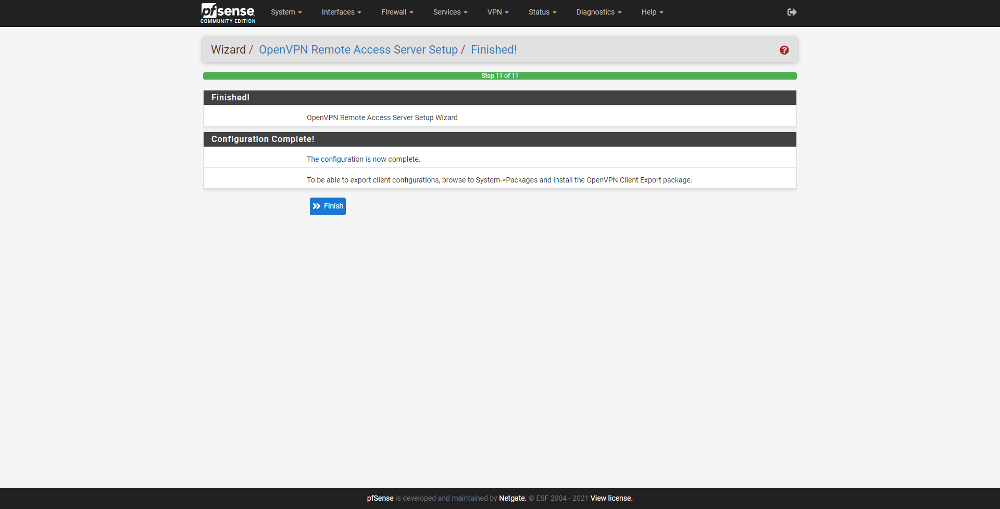 pfsense
COMMUNITY EDITION
System Interfaces Firewall Services VPN Status Diagnostics Help
Wizard / OpenVPN Remote Access Server Setup / Finished!
Step 11 of 11
Finished!
OpenVPN Remote Access Server Setup Wizard
Configuration Complete!
The configuration is now complete.
To be able to export client configurations, browse to System->Packages and install the OpenVPN Client Export package.
Finish
pfSense is developed and maintained by Netgate. © ESF 2004 - 2021 View license.